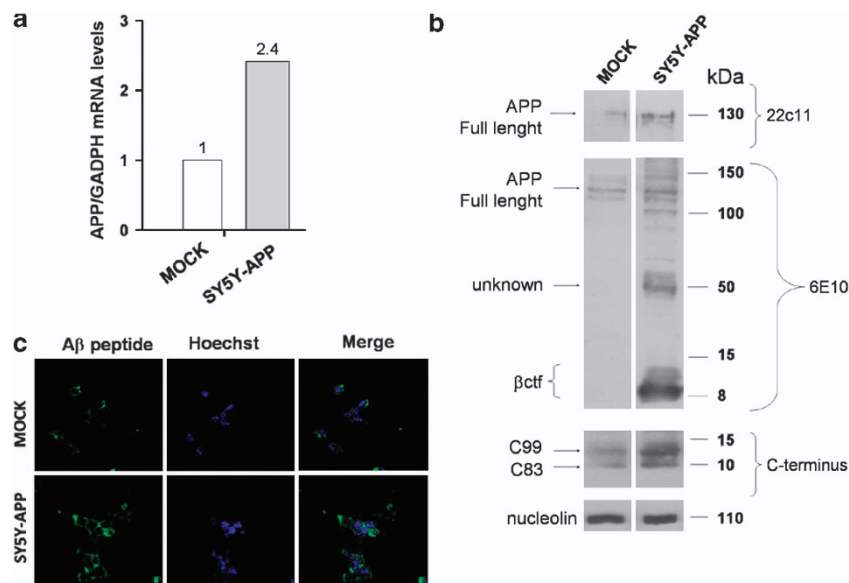 a
APP/GADPH mRNA levels
3
2
1
0
1
2.4
MOCK
SY5Y-APP
b
MOCK
SY5Y-APP
kDa
APP
Full lenght
130
22c11
APP
Full lenght
unknown
βctf
150
100
50
15
8
6E10
C99
C83
15
10
C-terminus
nucleolin
110
c
Aβ peptide
Hoechst
Merge
MOCK
SY5Y-APP